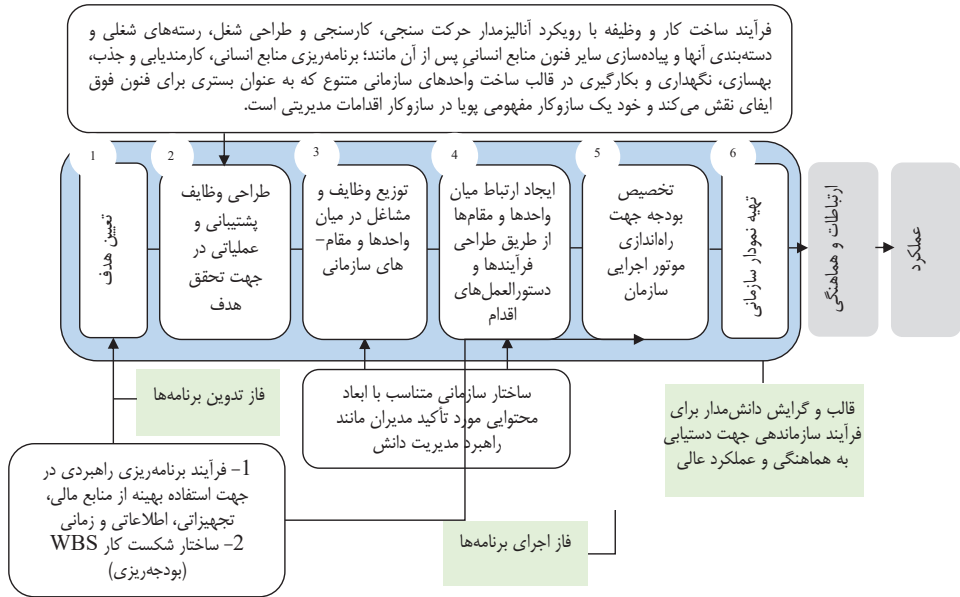 فرآیند ساخت کار و وظیفه با رویکرد آنالیزمدار حرکت سنجی، کارسنجی و طراحی شغل، رسته‌های شغلی و
دسته‌بندی آنها و پیاده‌سازی سایر فنون منابع انسانی پس از آن مانند؛ برنامه‌ریزی منابع انسانی، کارمندیابی و جذب،
بهسازی، نگهداری و بکارگیری در قالب ساخت واحدهای سازمانی متنوع که به عنوان بستری برای فنون فوق
ایفای نقش می‌کند و خود یک سازوکار مفهومی پویا در سازوکار اقدامات مدیریتی است.
1
تعیین هدف
2
طراحی وظایف
پشتیبانی و
عملیاتی در
جهت تحقق
هدف
3
توزیع وظایف و
مشاغل در میان
واحدها و مقام-
های سازمانی
4
ایجاد ارتباط میان
واحدها و مقام‌ها
از طریق طراحی
فرآیندها و
دستورالعمل‌های
اقدام
5
تخصیص
بودجه جهت
راه‌اندازی
موتور اجرایی
سازمان
6
تهیه نمودار سازمانی
ارتباطات و هماهنگی
عملکرد
فاز تدوین برنامه‌ها
ساختار سازمانی متناسب با ابعاد
محتوایی مورد تأکید مدیران مانند
راهبرد مدیریت دانش
قالب و گرایش دانش‌مدار برای
فرآیند سازماندهی جهت دستیابی
به هماهنگی و عملکرد عالی
1- فرآیند برنامه‌ریزی راهبردی در
جهت استفاده بهینه از منابع مالی،
تجهیزاتی، اطلاعاتی و زمانی
2- ساختار شکست کار WBS
(بودجه‌ریزی)
فاز اجرای برنامه‌ها